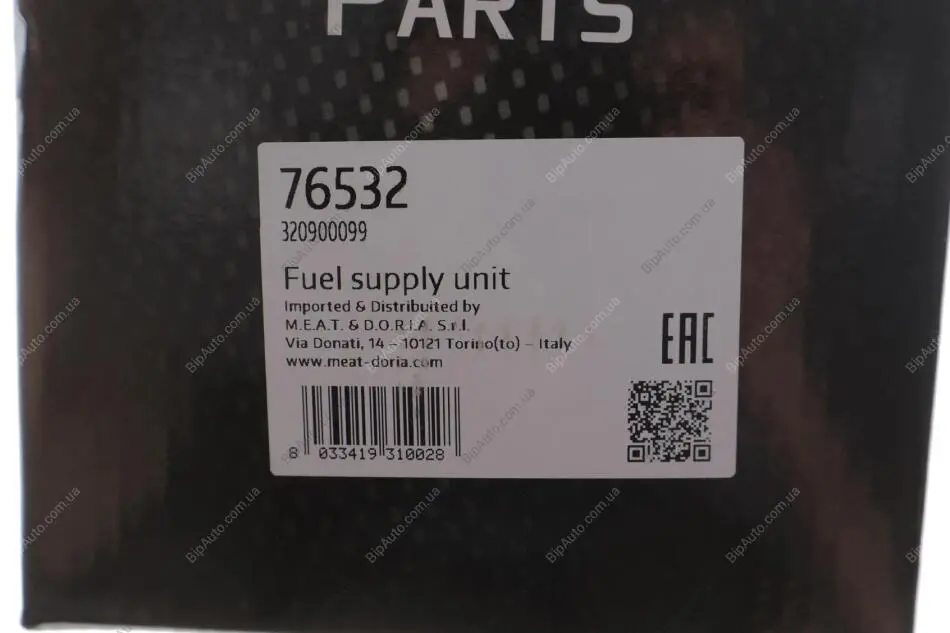 PARTS
76532
320900099
Fuel supply unit
Imported & Distribuited by
M.E.A.T. & D.O.R.I.A. S.r.l.
Via Donati, 14 – 10121 Torino(to) – Italy
www.meat-doria.com
EAC
8 033419 310028
BipAuto.com.ua